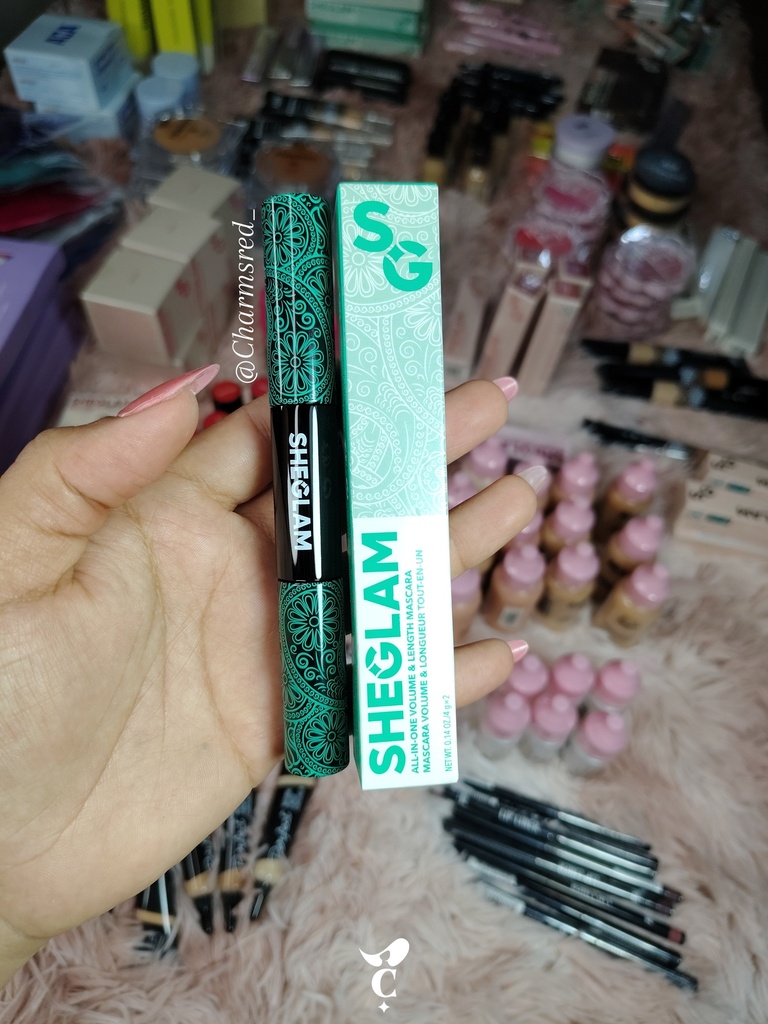 @Charmsred_
SG
SHEGLAM
SHEGLAM
ALL-IN-ONE VOLUME & LENGTH MASCARA
MASCARA VOLUME & LONGUEUR TOUT-EN-UN
NET WT. 0.14 OZ./4 g×2
C